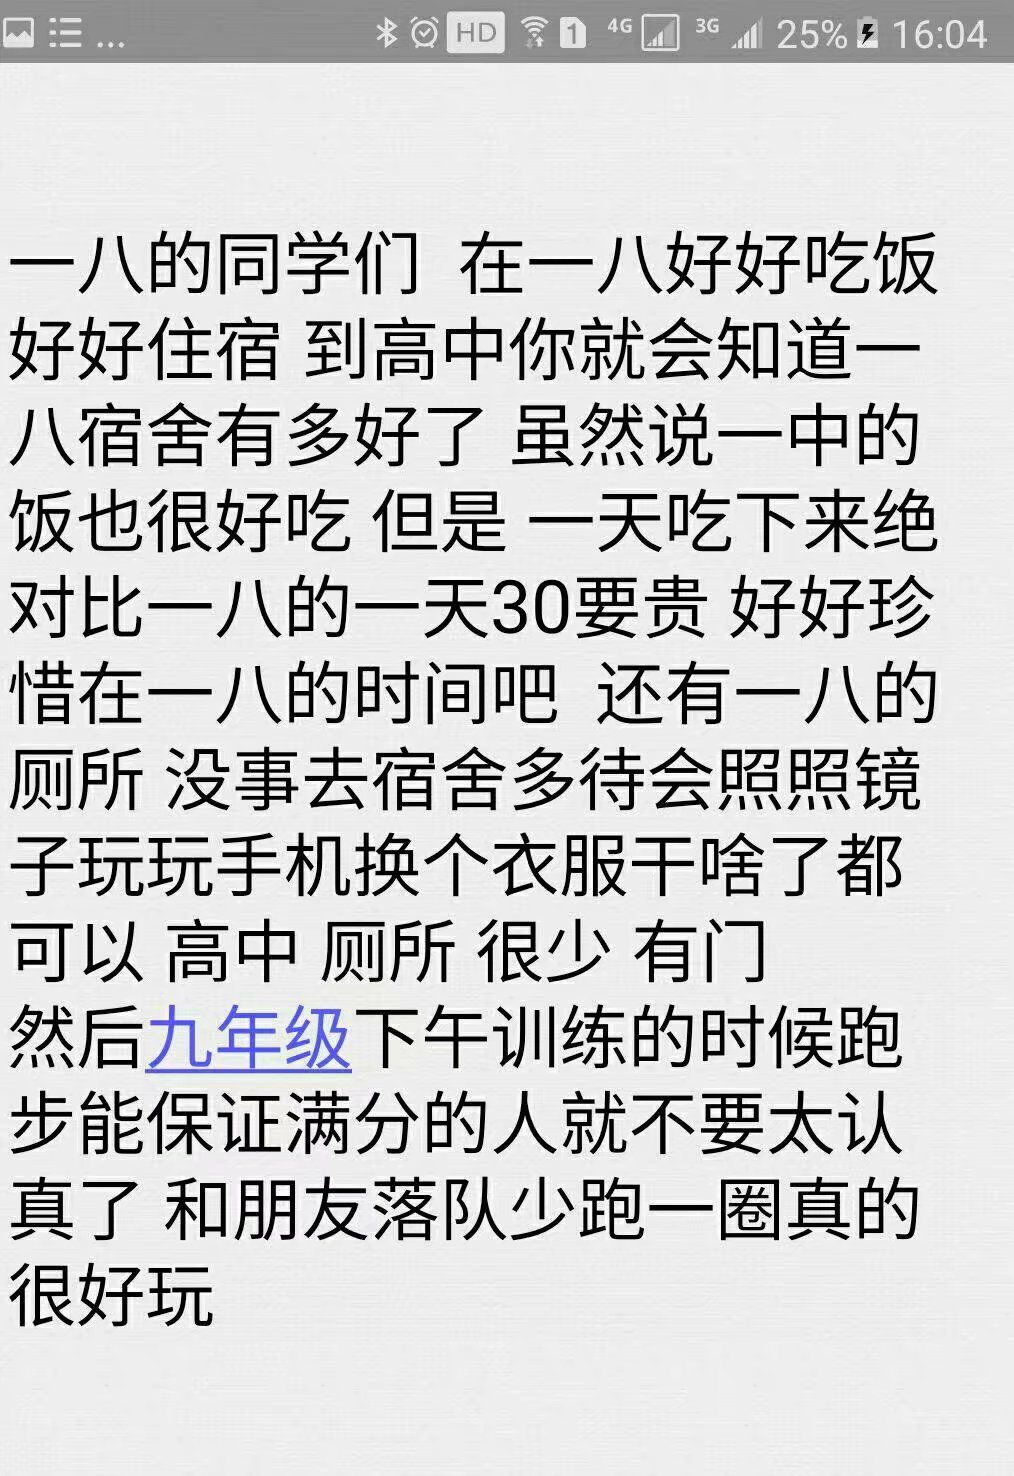 ... HD 1 4G 3G 25% 16:04
一八的同学们 在一八好好吃饭
好好住宿 到高中你就会知道一
八宿舍有多好了 虽然说一中的
饭也很好吃 但是 一天吃下来绝
对比一八的一天30要贵 好好珍
惜在一八的时间吧 还有一八的
厕所 没事去宿舍多待会照照镜
子玩玩手机换个衣服干啥了都
可以 高中 厕所 很少 有门
然后九年级下午训练的时候跑
步能保证满分的人就不要太认
真了 和朋友落队少跑一圈真的
很好玩